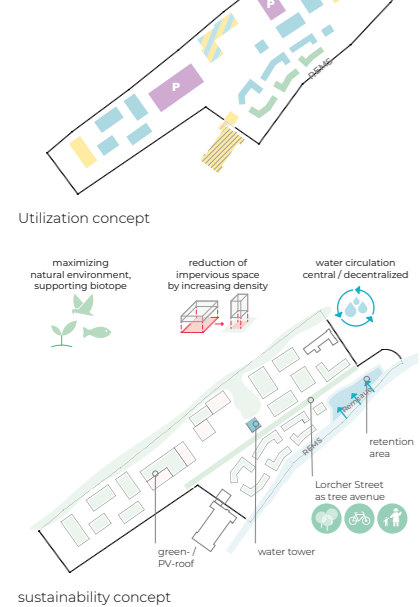 P
P
REMS
Utilization concept
maximizing
natural environment,
supporting biotope
reduction of
impervious space
by increasing density
water circulation
central / decentralized
Remsaue
REMS
retention
area
Lorcher Street
as tree avenue
green- /
PV-roof
water tower
sustainability concept